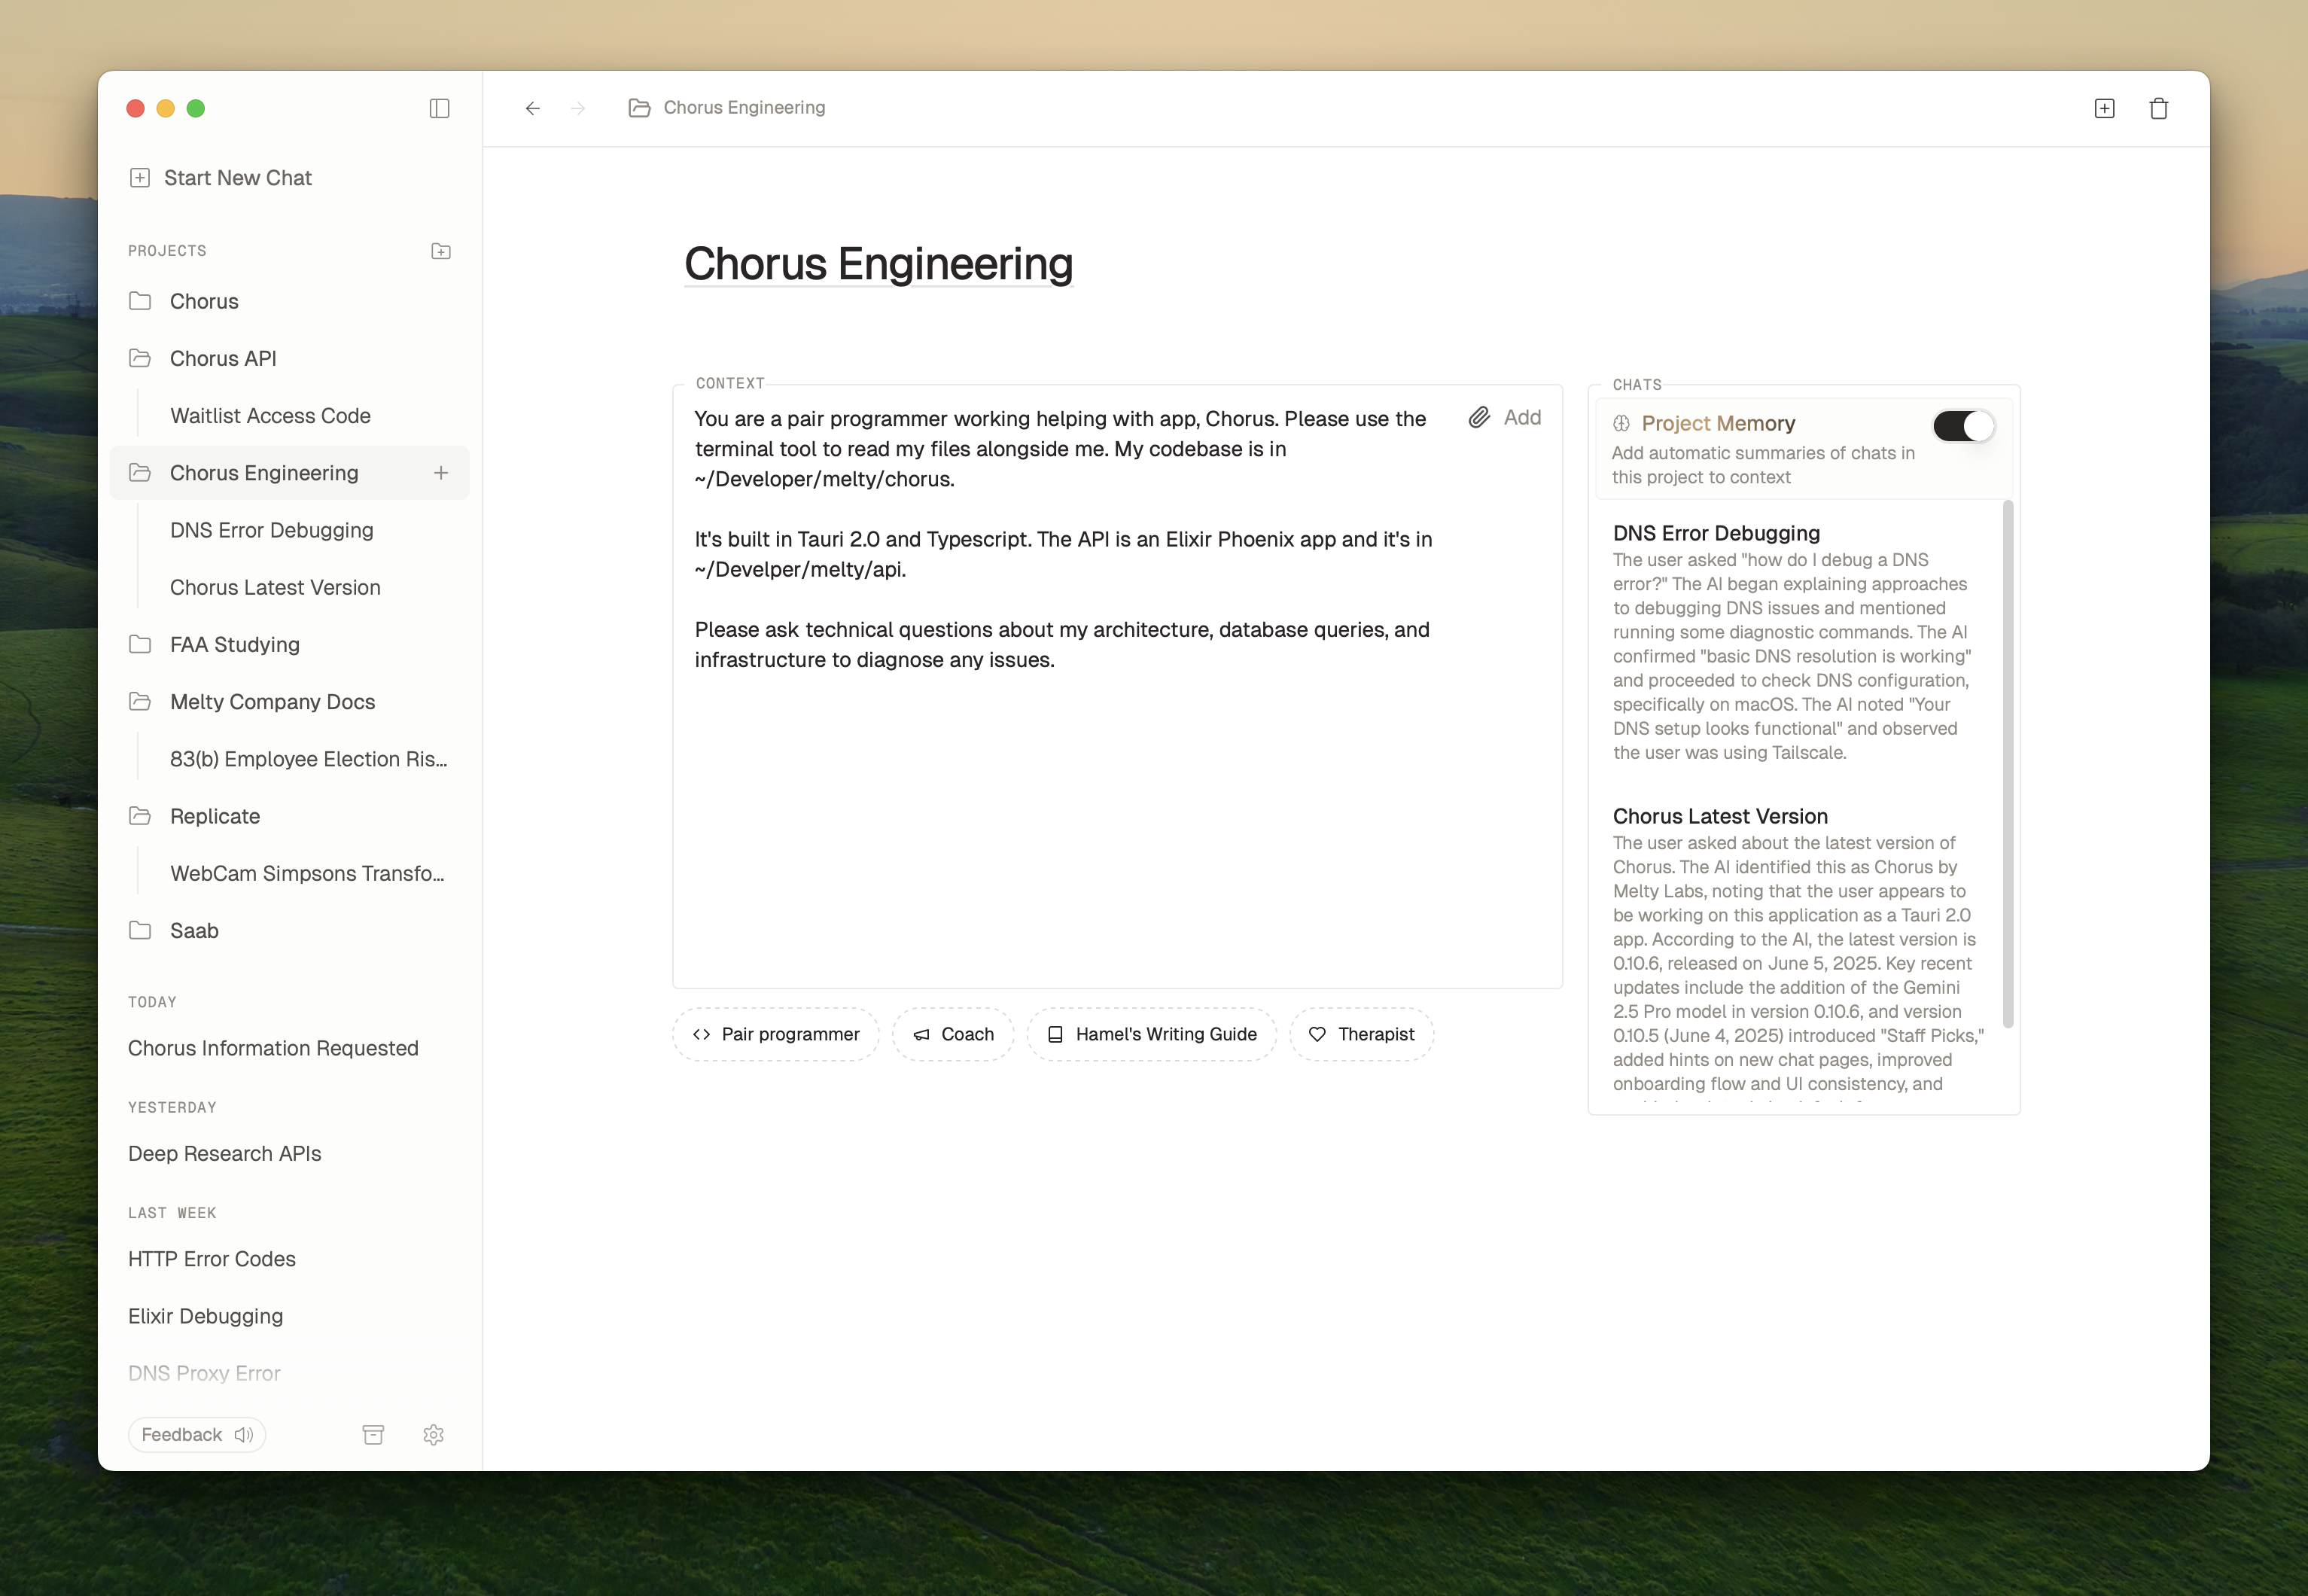 Start New Chat
PROJECTS
Chorus
Chorus API
Waitlist Access Code
Chorus Engineering
DNS Error Debugging
Chorus Latest Version
FAA Studying
Melty Company Docs
83(b) Employee Election Ris...
Replicate
WebCam Simpsons Transfo...
Saab
TODAY
Chorus Information Requested
YESTERDAY
Deep Research APIs
LAST WEEK
HTTP Error Codes
Elixir Debugging
DNS Proxy Error
Feedback
Chorus Engineering
Chorus Engineering
CONTEXT
You are a pair programmer working helping with app, Chorus. Please use the
terminal tool to read my files alongside me. My codebase is in
~/Developer/melty/chorus.
It's built in Tauri 2.0 and Typescript. The API is an Elixir Phoenix app and it's in
~/Develper/melty/api.
Please ask technical questions about my architecture, database queries, and
infrastructure to diagnose any issues.
Add
Pair programmer
Coach
Hamel's Writing Guide
Therapist
CHATS
Project Memory
Add automatic summaries of chats in
this project to context
DNS Error Debugging
The user asked "how do I debug a DNS
error?" The AI began explaining approaches
to debugging DNS issues and mentioned
running some diagnostic commands. The AI
confirmed "basic DNS resolution is working"
and proceeded to check DNS configuration,
specifically on macOS. The AI noted "Your
DNS setup looks functional" and observed
the user was using Tailscale.
Chorus Latest Version
The user asked about the latest version of
Chorus. The AI identified this as Chorus by
Melty Labs, noting that the user appears to
be working on this application as a Tauri 2.0
app. According to the AI, the latest version is
0.10.6, released on June 5, 2025. Key recent
updates include the addition of the Gemini
2.5 Pro model in version 0.10.6, and version
0.10.5 (June 4, 2025) introduced "Staff Picks,"
added hints on new chat pages, improved
onboarding flow and UI consistency, and